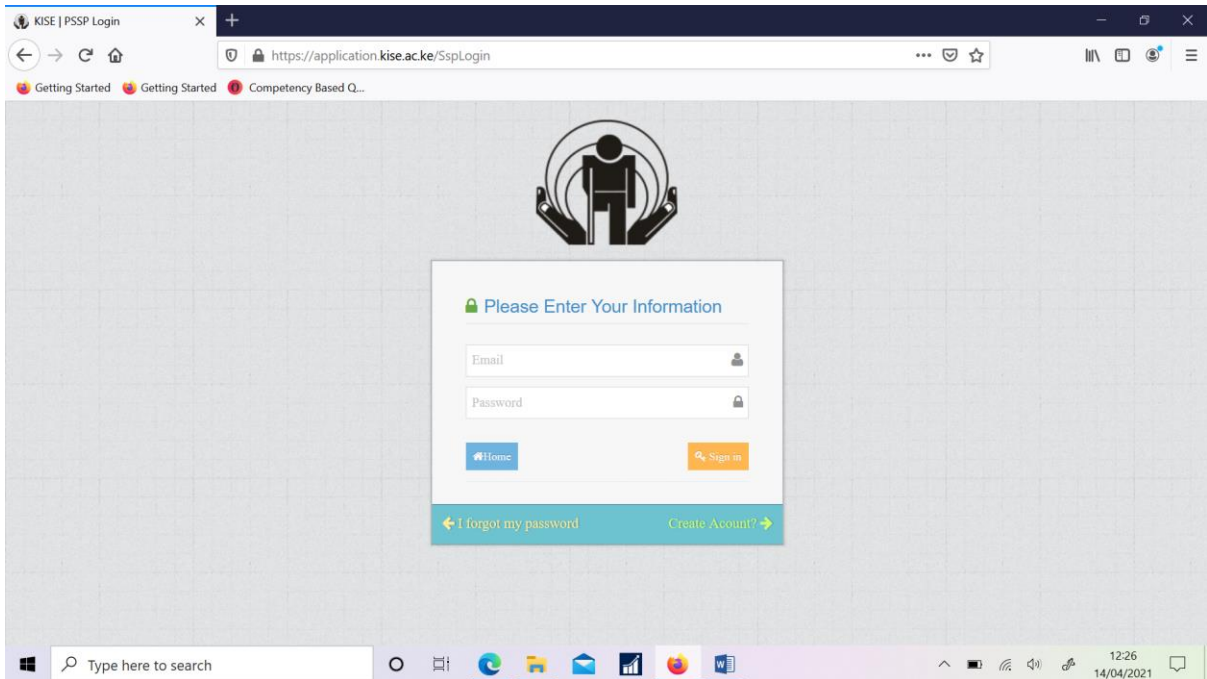 KISE | PSSP Login
https://application.kise.ac.ke/SspLogin
Getting Started Getting Started Competency Based Q...
Please Enter Your Information
Email
Password
Home Sign in
I forgot my password Create Acount?
Type here to search
12:26
14/04/2021